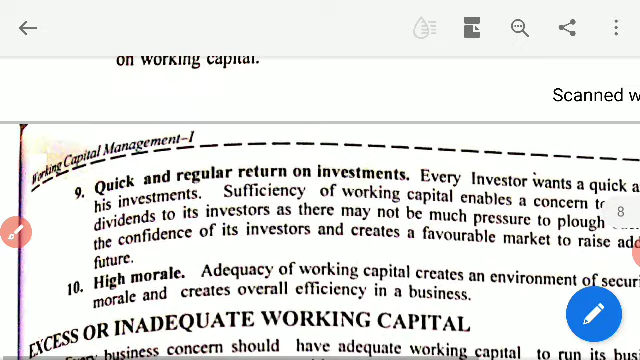 on working capital.
Scanned w
Working Capital Management–I
9. Quick and regular return on investments. Every Investor wants a quick a
his investments. Sufficiency of working capital enables a concern t
dividends to its investors as there may not be much pressure to plough
the confidence of its investors and creates a favourable market to raise add
future.
8
10. High morale. Adequacy of working capital creates an environment of securi
morale and creates overall efficiency in a business.
EXCESS OR INADEQUATE WORKING CAPITAL
business concern should have adequate working capital to run its bus